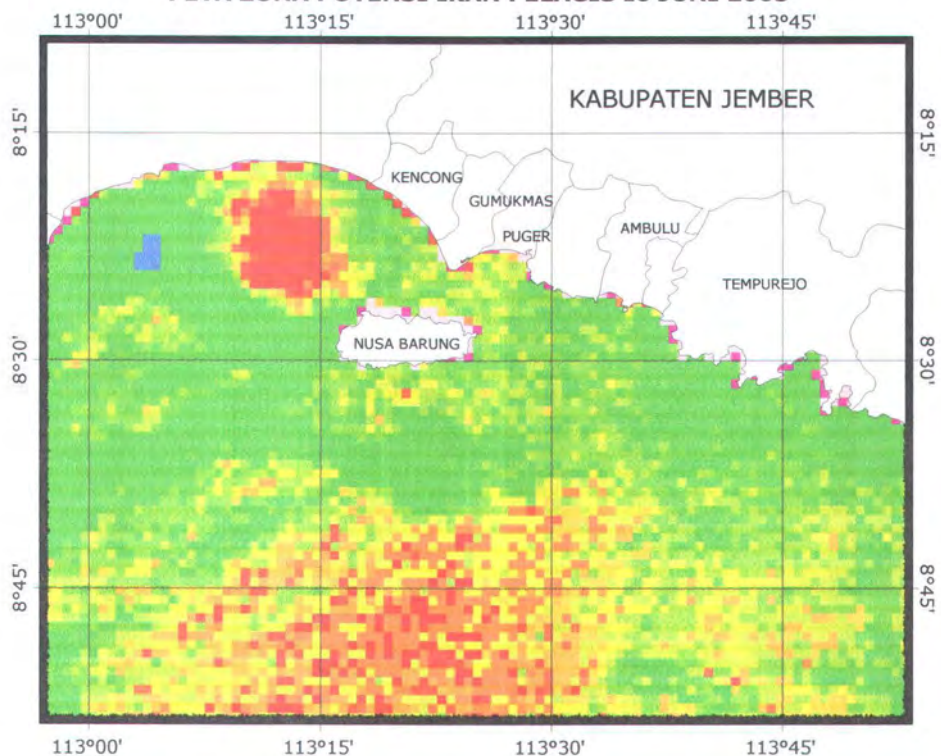 113°00' 113°15' 113°30' 113°45'
KABUPATEN JEMBER
8°15' 8°15'
KENCONG
GUMUKMAS
PUGER
AMBULU
TEMPUREJO
NUSA BARUNG
8°30' 8°30'
8°45' 8°45'
113°00' 113°15' 113°30' 113°45'